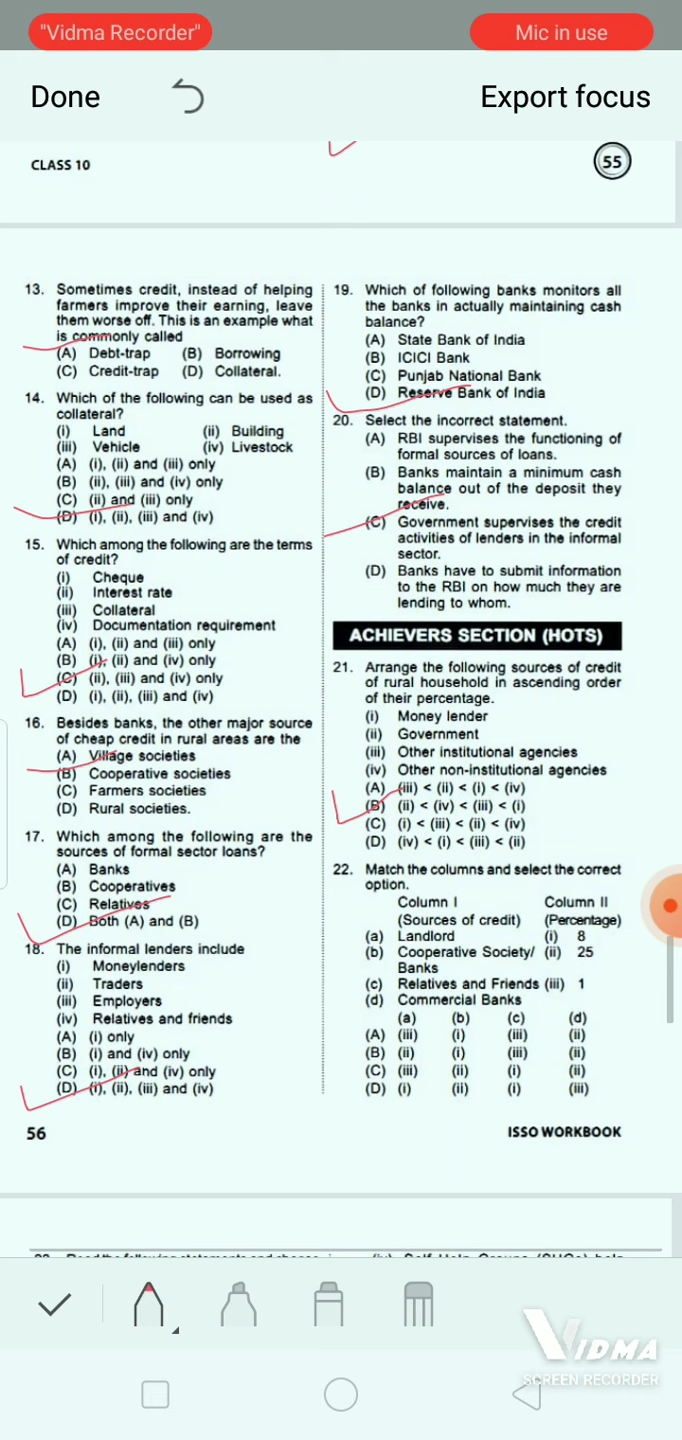 "Vidma Recorder"
Mic in use
Done
Export focus
CLASS 10
55
13. Sometimes credit, instead of helping
farmers improve their earning, leave
them worse off. This is an example what
is commonly called
(A) Debt-trap (B) Borrowing
(C) Credit-trap (D) Collateral.
14. Which of the following can be used as
collateral?
(i) Land (ii) Building
(iii) Vehicle (iv) Livestock
(A) (i), (ii) and (iii) only
(B) (ii), (iii) and (iv) only
(C) (ii) and (iii) only
(D) (i), (ii), (iii) and (iv)
15. Which among the following are the terms
of credit?
(i) Cheque
(ii) Interest rate
(iii) Collateral
(iv) Documentation requirement
(A) (i), (ii) and (iii) only
(B) (i), (ii) and (iv) only
(C) (ii), (iii) and (iv) only
(D) (i), (ii), (iii) and (iv)
16. Besides banks, the other major source
of cheap credit in rural areas are the
(A) Village societies
(B) Cooperative societies
(C) Farmers societies
(D) Rural societies.
17. Which among the following are the
sources of formal sector loans?
(A) Banks
(B) Cooperatives
(C) Relatives
(D) Both (A) and (B)
18. The informal lenders include
(i) Moneylenders
(ii) Traders
(iii) Employers
(iv) Relatives and friends
(A) (i) only
(B) (i) and (iv) only
(C) (i), (ii) and (iv) only
(D) (i), (ii), (iii) and (iv)
19. Which of following banks monitors all
the banks in actually maintaining cash
balance?
(A) State Bank of India
(B) ICICI Bank
(C) Punjab National Bank
(D) Reserve Bank of India
20. Select the incorrect statement.
(A) RBI supervises the functioning of
formal sources of loans.
(B) Banks maintain a minimum cash
balance out of the deposit they
receive.
(C) Government supervises the credit
activities of lenders in the informal
sector.
(D) Banks have to submit information
to the RBI on how much they are
lending to whom.
ACHIEVERS SECTION (HOTS)
21. Arrange the following sources of credit
of rural household in ascending order
of their percentage.
(i) Money lender
(ii) Government
(iii) Other institutional agencies
(iv) Other non-institutional agencies
(A) (iii) < (ii) < (i) < (iv)
(B) (ii) < (iv) < (iii) < (i)
(C) (i) < (iii) < (ii) < (iv)
(D) (iv) < (i) < (iii) < (ii)
22. Match the columns and select the correct
option.
Column I Column II
(Sources of credit) (Percentage)
(a) Landlord (i) 8
(b) Cooperative Society/ (ii) 25
Banks
(c) Relatives and Friends (iii) 1
(d) Commercial Banks
(a) (b) (c) (d)
(A) (iii) (i) (iii) (ii)
(B) (ii) (i) (iii) (ii)
(C) (iii) (ii) (i) (ii)
(D) (i) (ii) (i) (iii)
56
ISSO WORKBOOK
VIDMA
SCREEN RECORDER